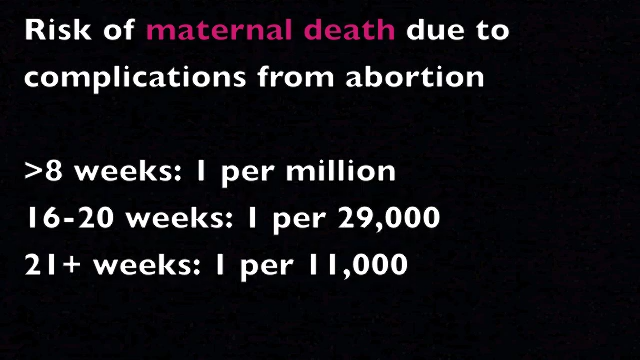 Risk of maternal death due to
complications from abortion
>8 weeks: 1 per million
16-20 weeks: 1 per 29,000
21+ weeks: 1 per 11,000